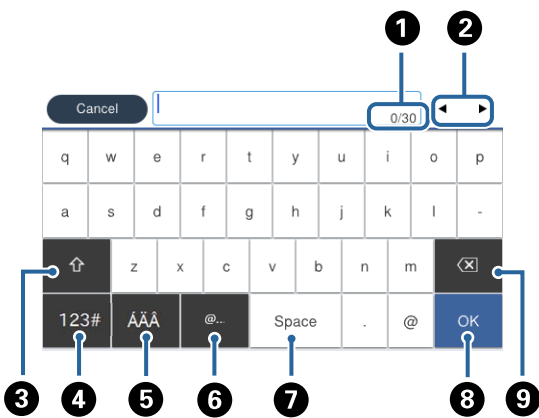 1 2
Cancel
0/30
q w e r t y u i o p
a s d f g h j k l -
z x c v b n m
123# ÁÄÂ @... Space . @ OK
3 4 5 6 7 8 9